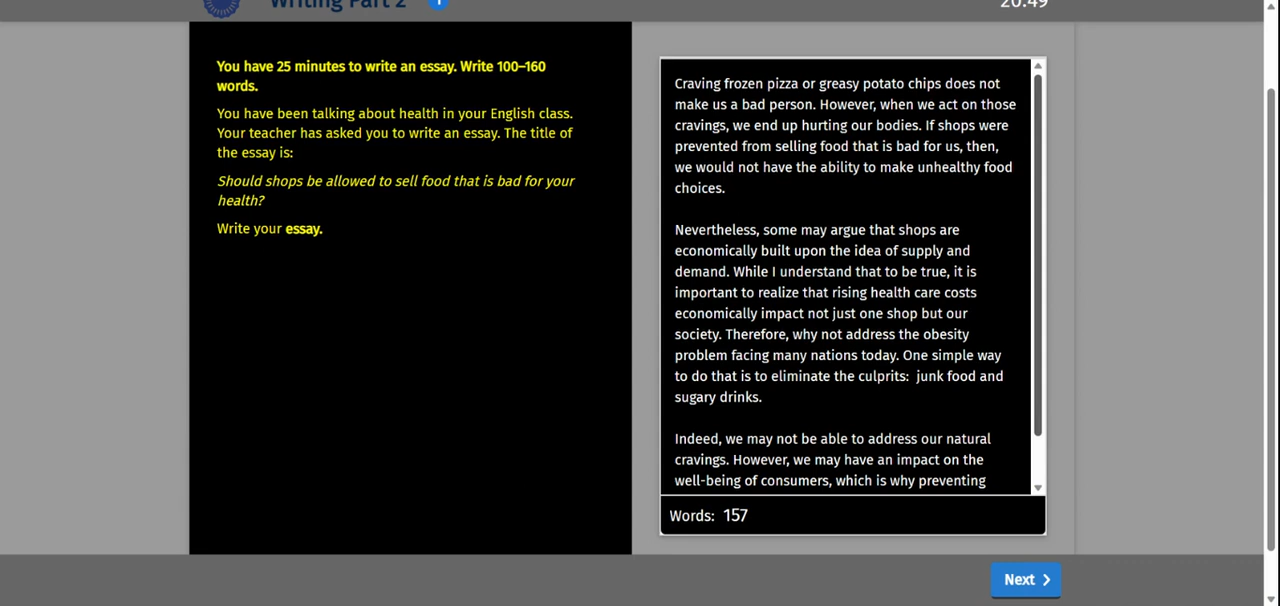 Writing Part 2
20:49
You have 25 minutes to write an essay. Write 100–160
words.
You have been talking about health in your English class.
Your teacher has asked you to write an essay. The title of
the essay is:
Should shops be allowed to sell food that is bad for your
health?
Write your essay.
Craving frozen pizza or greasy potato chips does not
make us a bad person. However, when we act on those
cravings, we end up hurting our bodies. If shops were
prevented from selling food that is bad for us, then,
we would not have the ability to make unhealthy food
choices.
Nevertheless, some may argue that shops are
economically built upon the idea of supply and
demand. While I understand that to be true, it is
important to realize that rising health care costs
economically impact not just one shop but our
society. Therefore, why not address the obesity
problem facing many nations today. One simple way
to do that is to eliminate the culprits:  junk food and
sugary drinks.
Indeed, we may not be able to address our natural
cravings. However, we may have an impact on the
well-being of consumers, which is why preventing
Words: 157
Next